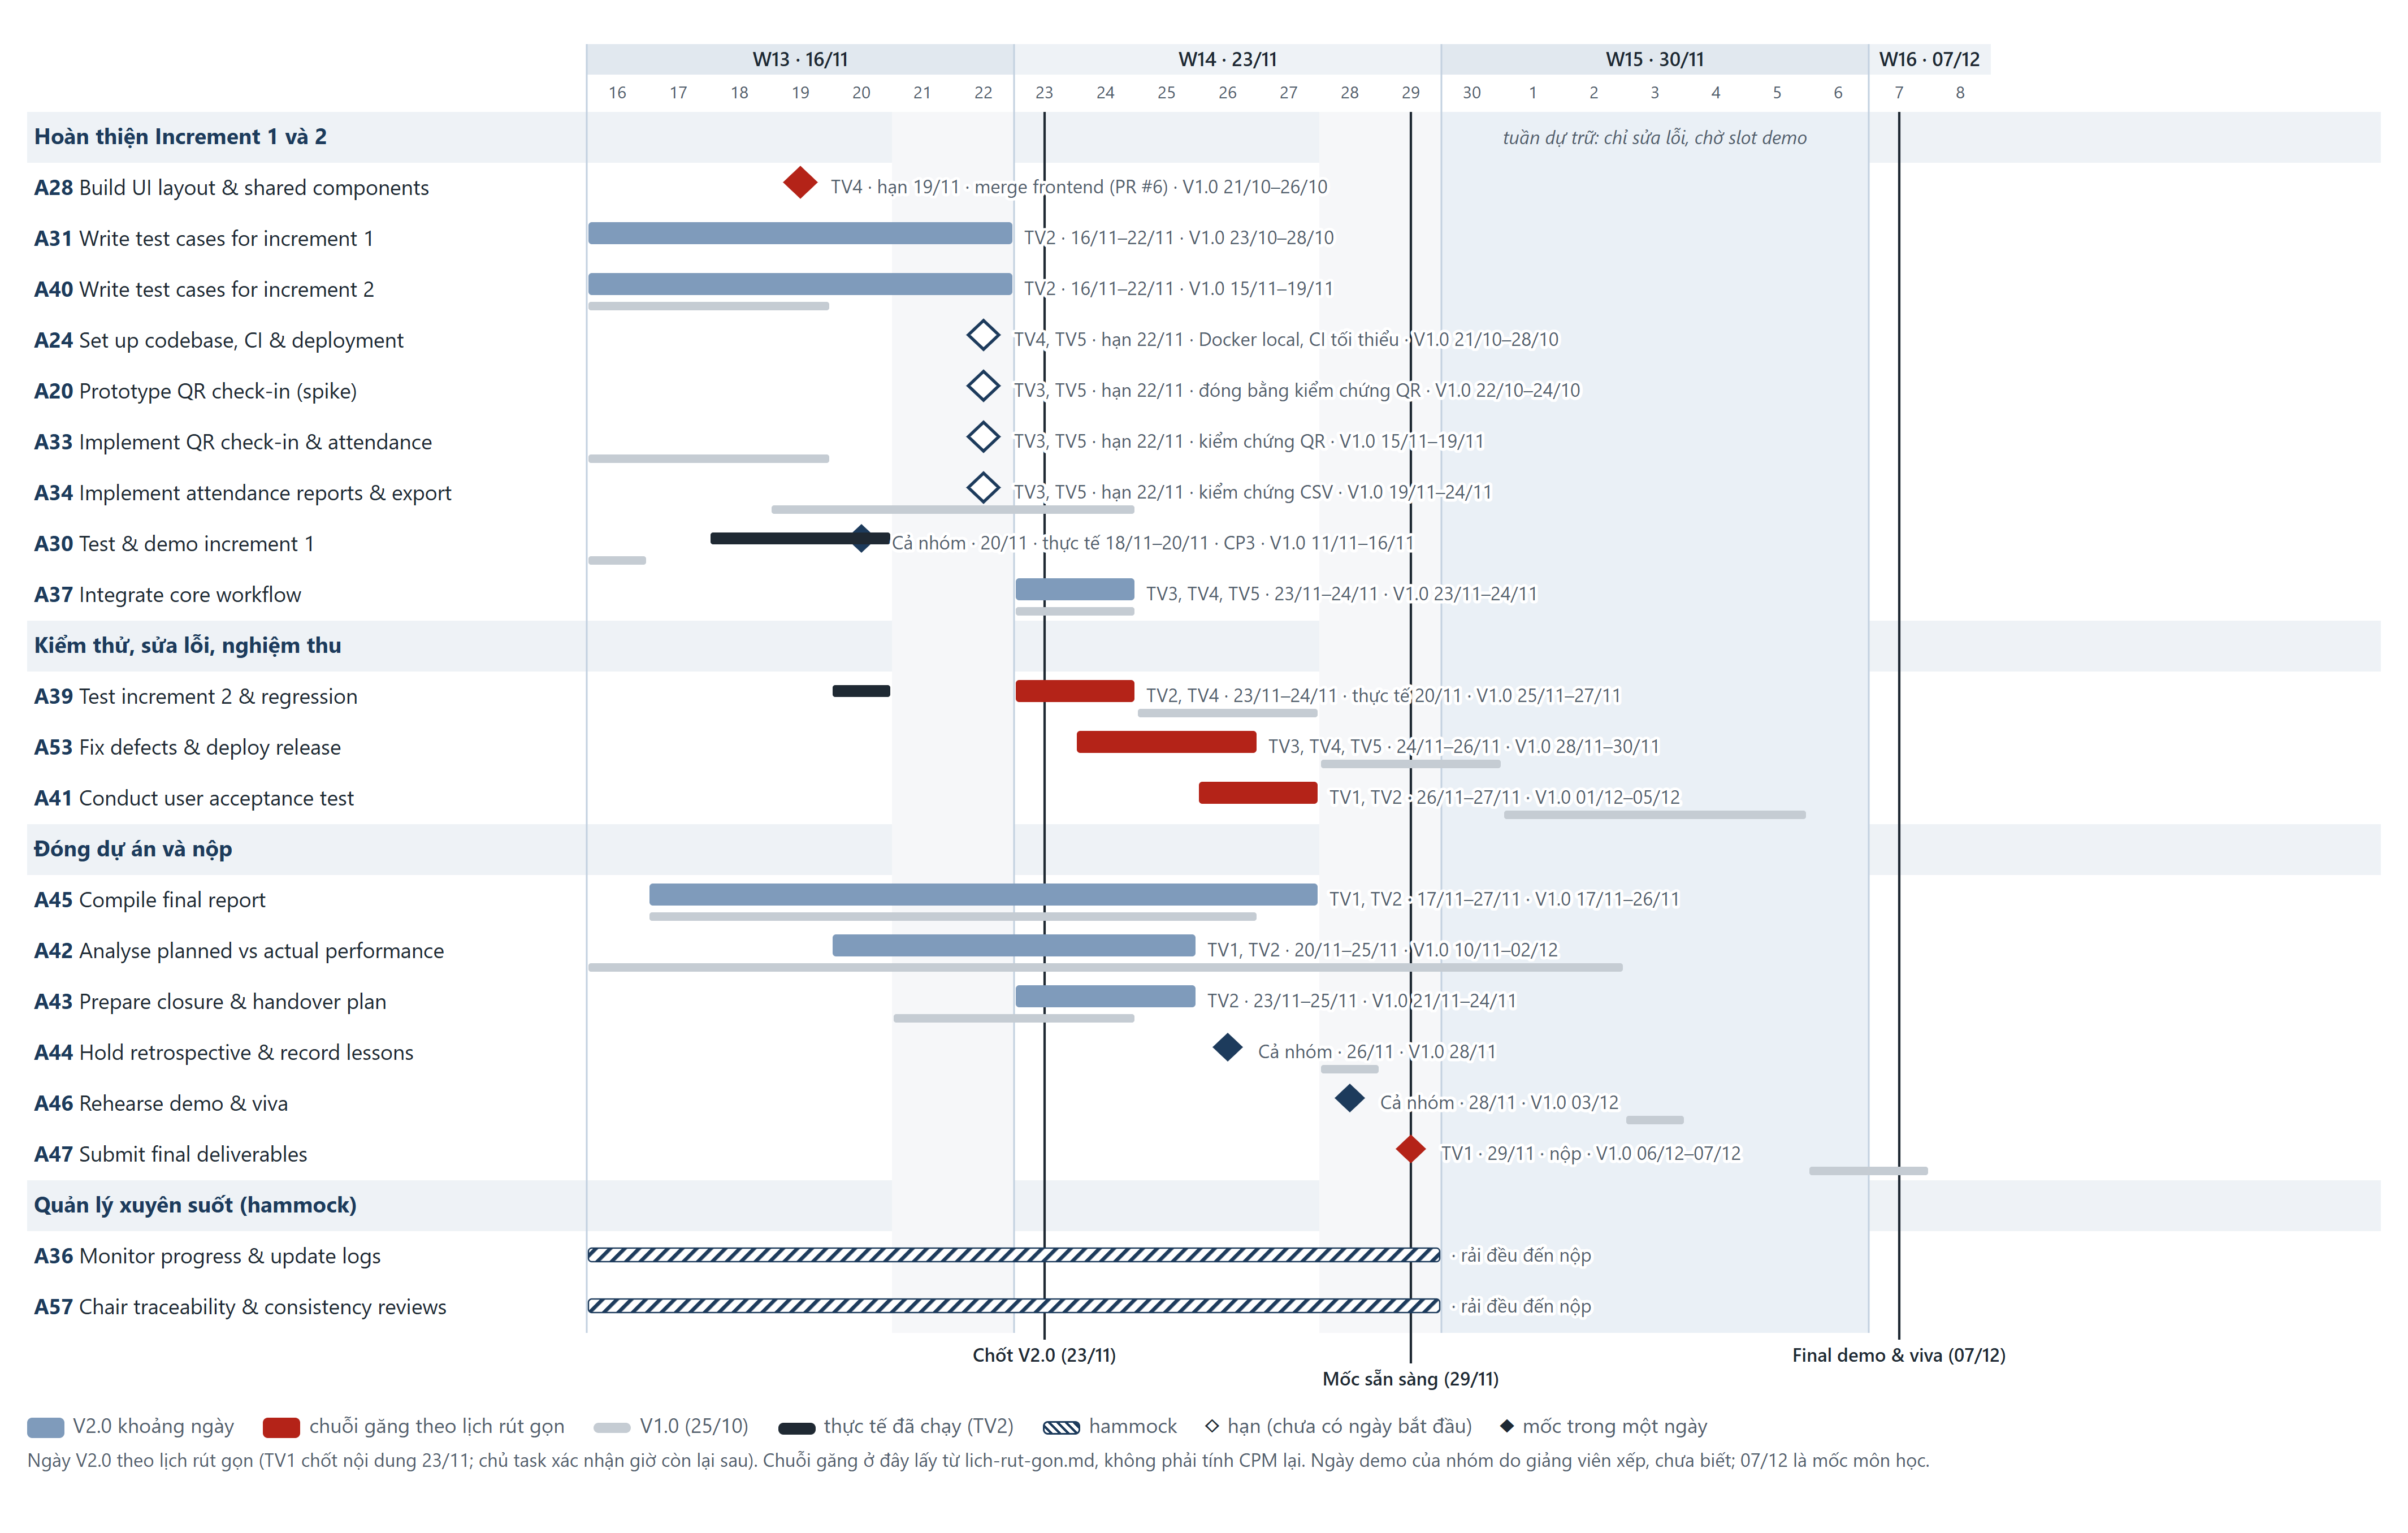 W13 · 16/11 W14 · 23/11 W15 · 30/11 W16 · 07/12
16 17 18 19 20 21 22 23 24 25 26 27 28 29 30 1 2 3 4 5 6 7 8
Hoàn thiện Increment 1 và 2 tuần dự trữ: chỉ sửa lỗi, chờ slot demo
A28 Build UI layout & shared components TV4 · hạn 19/11 · merge frontend (PR #6) · V1.0 21/10–26/10
A31 Write test cases for increment 1 TV2 · 16/11–22/11 · V1.0 23/10–28/10
A40 Write test cases for increment 2 TV2 · 16/11–22/11 · V1.0 15/11–19/11
A24 Set up codebase, CI & deployment TV4, TV5 · hạn 22/11 · Docker local, CI tối thiểu · V1.0 21/10–28/10
A20 Prototype QR check-in (spike) TV3, TV5 · hạn 22/11 · đóng bằng kiểm chứng QR · V1.0 22/10–24/10
A33 Implement QR check-in & attendance TV3, TV5 · hạn 22/11 · kiểm chứng QR · V1.0 15/11–19/11
A34 Implement attendance reports & export TV3, TV5 · hạn 22/11 · kiểm chứng CSV · V1.0 19/11–24/11
A30 Test & demo increment 1 Cả nhóm · 20/11 · thực tế 18/11–20/11 · CP3 · V1.0 11/11–16/11
A37 Integrate core workflow TV3, TV4, TV5 · 23/11–24/11 · V1.0 23/11–24/11
Kiểm thử, sửa lỗi, nghiệm thu
A39 Test increment 2 & regression TV2, TV4 · 23/11–24/11 · thực tế 20/11 · V1.0 25/11–27/11
A53 Fix defects & deploy release TV3, TV4, TV5 · 24/11–26/11 · V1.0 28/11–30/11
A41 Conduct user acceptance test TV1, TV2 · 26/11–27/11 · V1.0 01/12–05/12
Đóng dự án và nộp
A45 Compile final report TV1, TV2 · 17/11–27/11 · V1.0 17/11–26/11
A42 Analyse planned vs actual performance TV1, TV2 · 20/11–25/11 · V1.0 10/11–02/12
A43 Prepare closure & handover plan TV2 · 23/11–25/11 · V1.0 21/11–24/11
A44 Hold retrospective & record lessons Cả nhóm · 26/11 · V1.0 28/11
A46 Rehearse demo & viva Cả nhóm · 28/11 · V1.0 03/12
A47 Submit final deliverables TV1 · 29/11 · nộp · V1.0 06/12–07/12
Quản lý xuyên suốt (hammock)
A36 Monitor progress & update logs · rải đều đến nộp
A57 Chair traceability & consistency reviews · rải đều đến nộp
Chốt V2.0 (23/11) Final demo & viva (07/12)
Mốc sẵn sàng (29/11)
V2.0 khoảng ngày chuỗi găng theo lịch rút gọn V1.0 (25/10) thực tế đã chạy (TV2) hammock hạn (chưa có ngày bắt đầu) mốc trong một ngày
Ngày V2.0 theo lịch rút gọn (TV1 chốt nội dung 23/11; chủ task xác nhận giờ còn lại sau). Chuỗi găng ở đây lấy từ lich-rut-gon.md, không phải tính CPM lại. Ngày demo của nhóm do giảng viên xếp, chưa biết; 07/12 là mốc môn học.